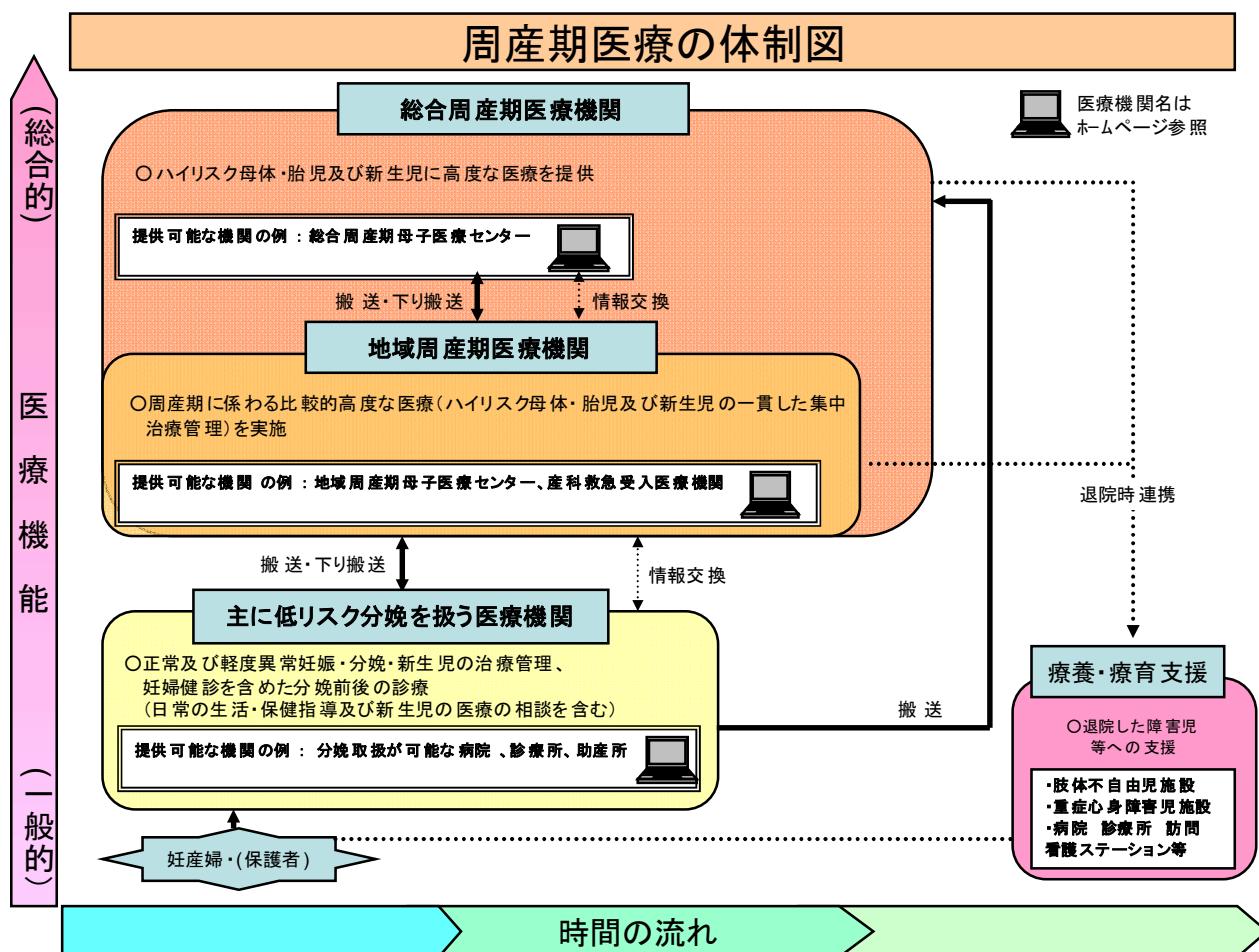 周産期医療の体制図
(総合的)
医療機能
(一般的)
総合周産期医療機関
医療機関名は
ホームページ参照
○ハイリスク母体・胎児及び新生児に高度な医療を提供
提供可能な機関の例 : 総合周産期母子医療センター
搬送・下り搬送
情報交換
地域周産期医療機関
○周産期に係わる比較的高度な医療(ハイリスク母体・胎児及び新生児の一貫した集中
治療管理)を実施
提供可能な機関の例 : 地域周産期母子医療センター、産科救急受入医療機関
退院時連携
搬送・下り搬送
情報交換
主に低リスク分娩を扱う医療機関
○正常及び軽度異常妊娠・分娩・新生児の治療管理、
妊婦健診を含めた分娩前後の診療
(日常の生活・保健指導及び新生児の医療の相談を含む)
提供可能な機関の例 : 分娩取扱が可能な病院、診療所、助産所
搬送
療養・療育支援
○退院した障害児
等への支援
・肢体不自由児施設
・重症心身障害児施設
・病院 診療所 訪問
看護ステーション等
妊産婦・(保護者)
時間の流れ